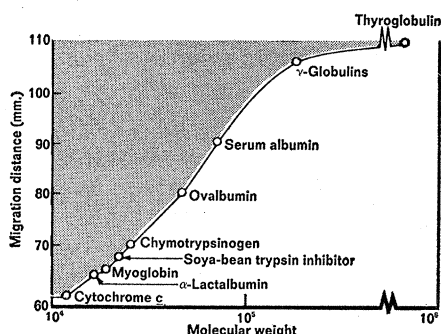 Thyroglobulin
110
γ-Globulins
100
Migration distance (mm.)
90
Serum albumin
Ovalbumin
80
Chymotrypsinogen
70
Soya-bean trypsin inhibitor
Myoglobin
α-Lactalbumin
Cytochrome c
60
10⁴ 10⁵ 10⁶
Molecular weight